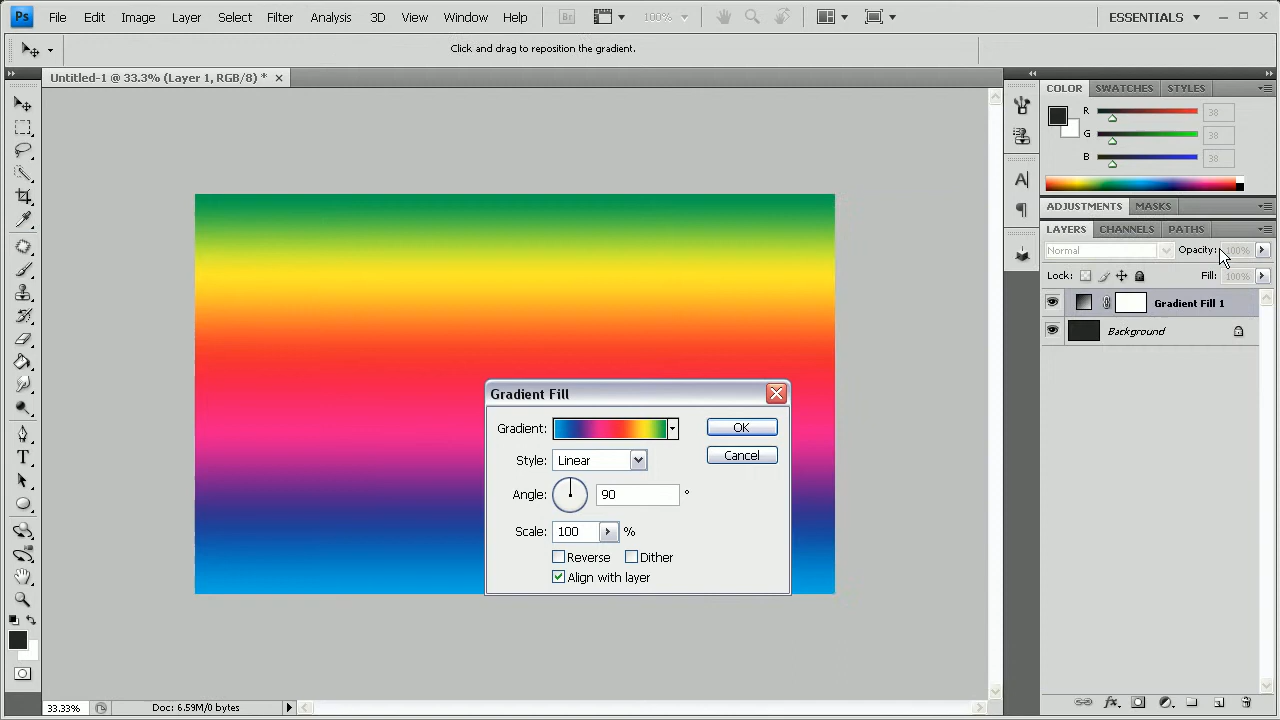 Ps File Edit Image Layer Select Filter Analysis 3D View Window Help Br 100% ESSENTIALS
Click and drag to reposition the gradient.
Untitled-1 @ 33.3% (Layer 1, RGB/8) *
COLOR SWATCHES STYLES
R 38
G 38
B 38
ADJUSTMENTS MASKS
LAYERS CHANNELS PATHS
Normal Opacity: 100%
Lock: Fill: 100%
Gradient Fill 1
Background
Gradient Fill
Gradient: OK
Style: Linear Cancel
Angle: 90 °
Scale: 100 %
Reverse Dither
Align with layer
33.33% Doc: 6.59M/0 bytes